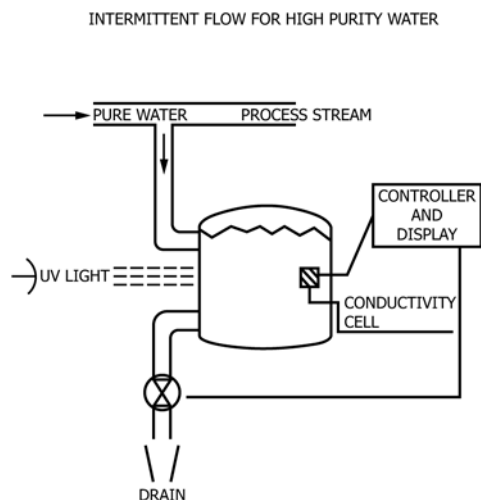 INTERMITTENT FLOW FOR HIGH PURITY WATER
PURE WATER
PROCESS STREAM
CONTROLLER
AND
DISPLAY
UV LIGHT
CONDUCTIVITY
CELL
DRAIN